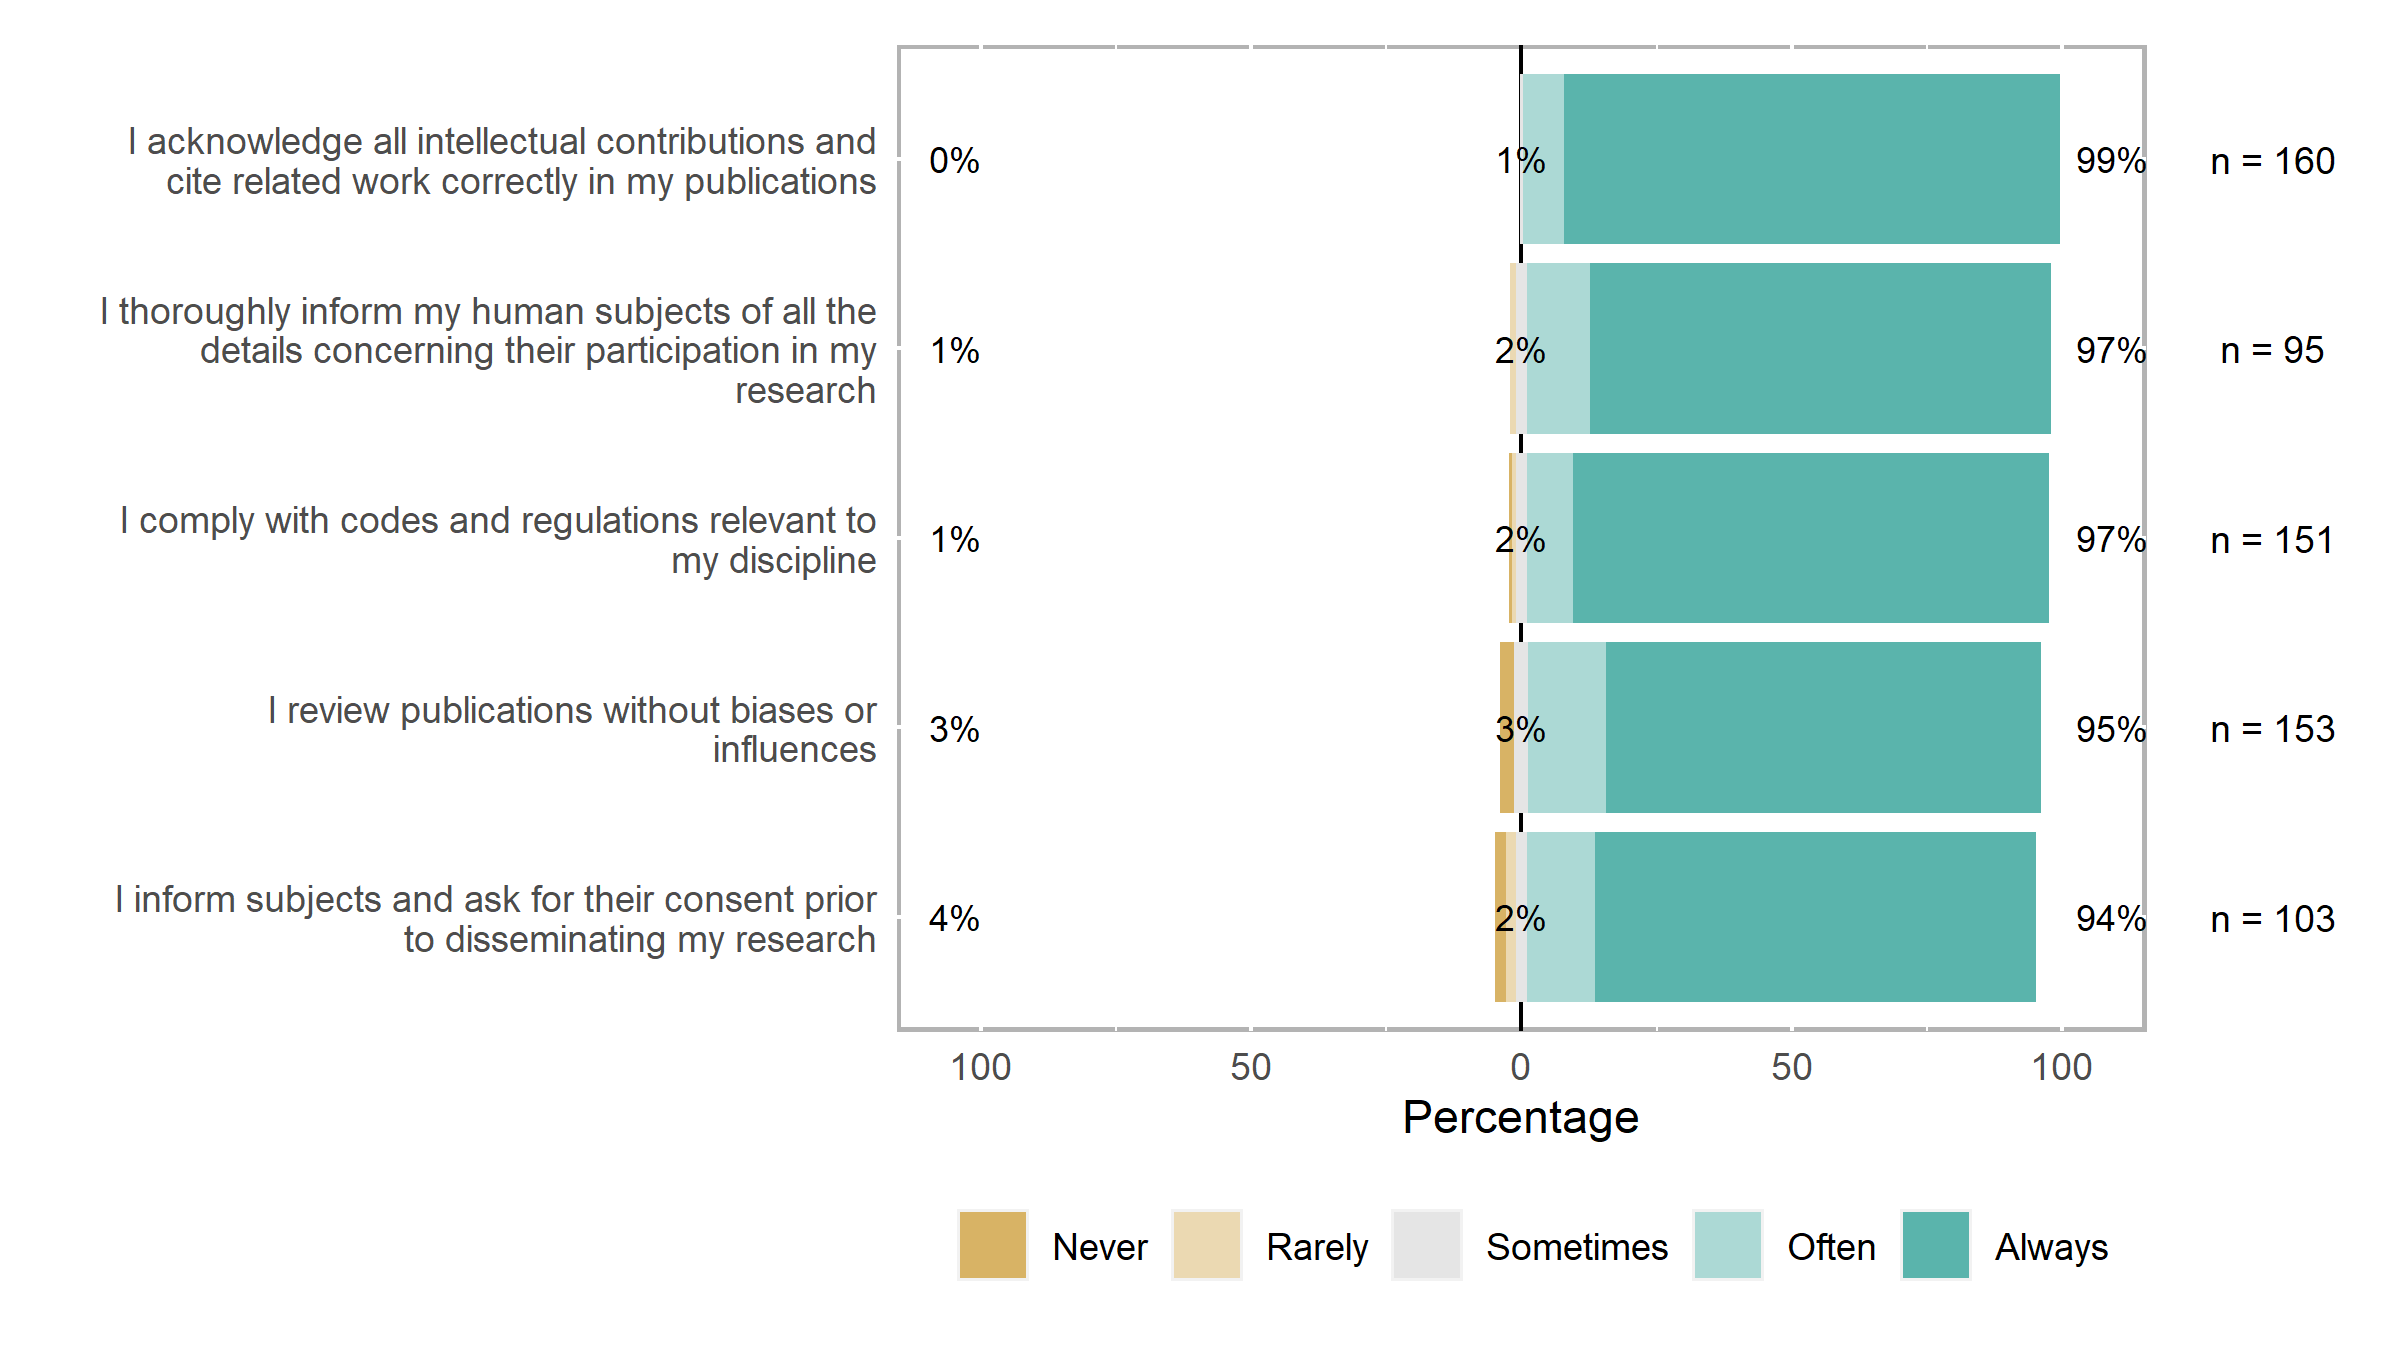 I acknowledge all intellectual contributions and
cite related work correctly in my publications
0%
1%
99%
n = 160
I thoroughly inform my human subjects of all the
details concerning their participation in my
research
1%
2%
97%
n = 95
I comply with codes and regulations relevant to
my discipline
1%
2%
97%
n = 151
I review publications without biases or
influences
3%
3%
95%
n = 153
I inform subjects and ask for their consent prior
to disseminating my research
4%
2%
94%
n = 103
100 50 0 50 100
Percentage
Never Rarely Sometimes Often Always